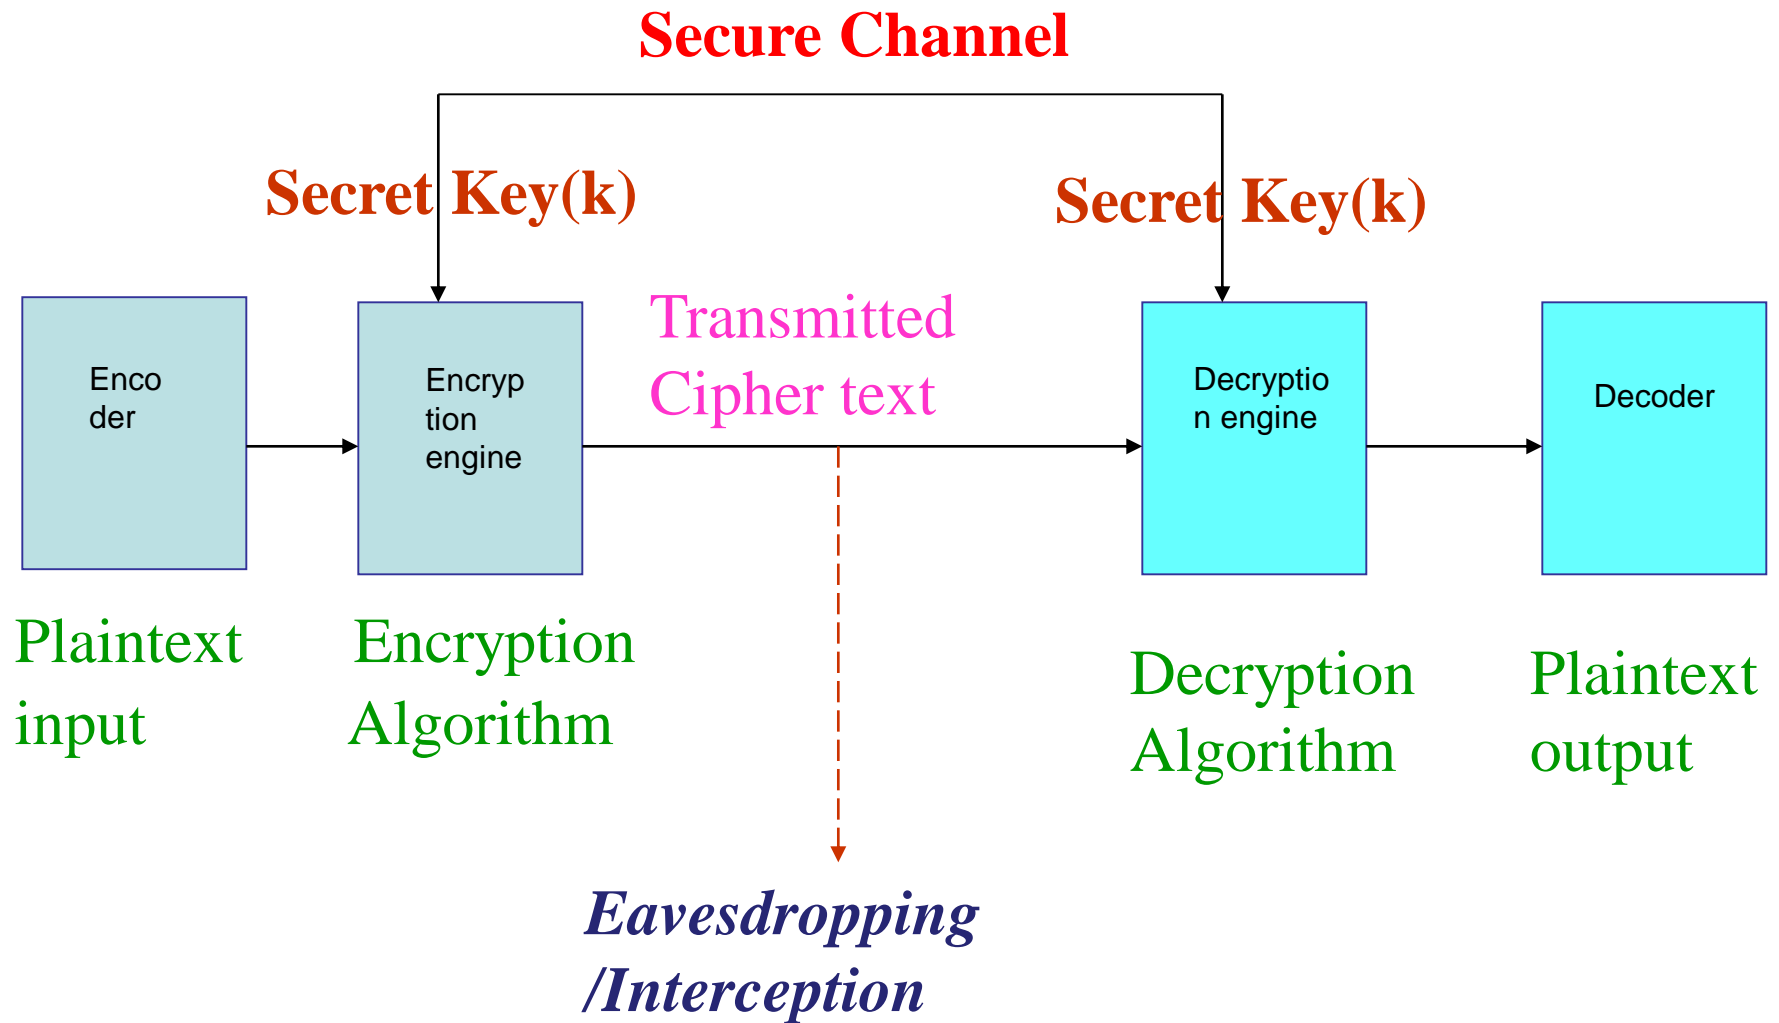 Secure Channel
Secret Key(k)
Secret Key(k)
Transmitted
Cipher text
Enco
der
Encryp
tion
engine
Decryptio
n engine
Decoder
Plaintext
input
Encryption
Algorithm
Decryption
Algorithm
Plaintext
output
Eavesdropping
/Interception